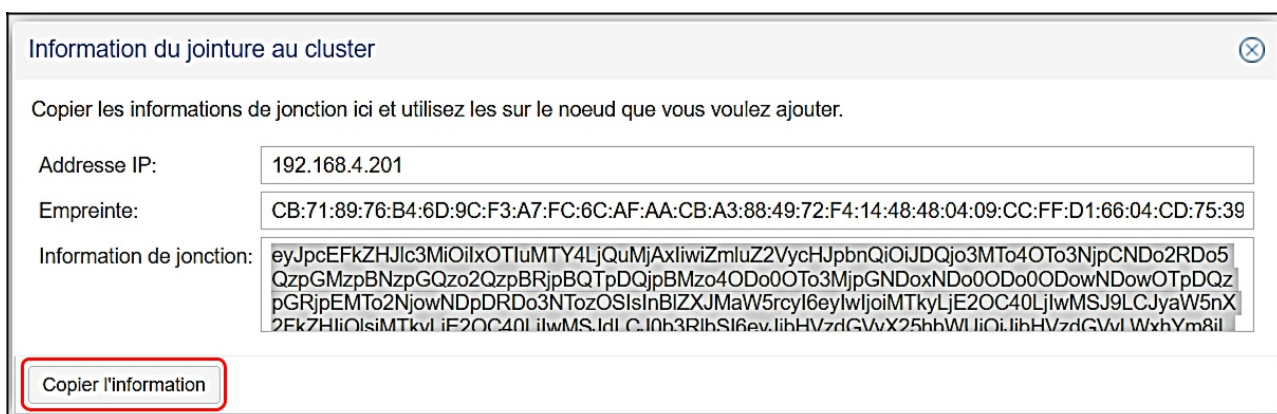 Information du jointure au cluster
Copier les informations de jonction ici et utilisez les sur le noeud que vous voulez ajouter.
Addresse IP: 192.168.4.201
Empreinte: CB:71:89:76:B4:6D:9C:F3:A7:FC:6C:AF:AA:CB:A3:88:49:72:F4:14:48:48:04:09:CC:FF:D1:66:04:CD:75:39
Information de jonction: eyJpcEFkZHJlc3MiOiIxOTIuMTY4LjQuMjAxIiwiZmluZ2VycHJpbnQiOiJDQjo3MTo4OTo3NjpCNDo2RDo5
QzpGMzpBNzpGQzo2QzpBRjpBQTpDQjpBMzo4ODo0OTo3MjpGNDoxNDo0ODo0ODowNDowOTpDQz
pGRjpEMTo2NjowNDpDRDo3NTozOSIsInBlZXJMaW5rcyI6eyIwIjoiMTkyLjE2OC40LjIwMSJ9LCJyaW5nX
Copier l'information